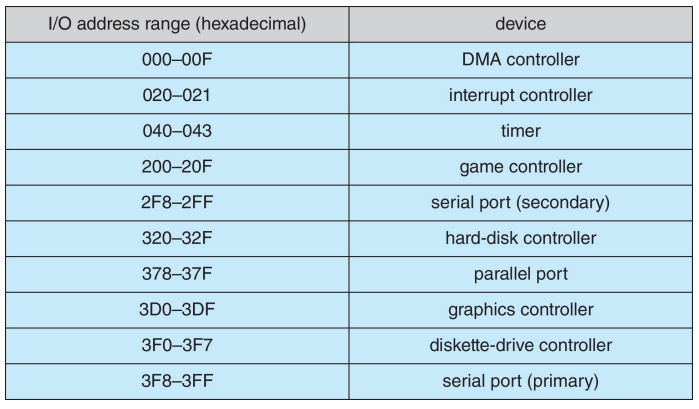 I/O address range (hexadecimal) device
000–00F DMA controller
020–021 interrupt controller
040–043 timer
200–20F game controller
2F8–2FF serial port (secondary)
320–32F hard-disk controller
378–37F parallel port
3D0–3DF graphics controller
3F0–3F7 diskette-drive controller
3F8–3FF serial port (primary)